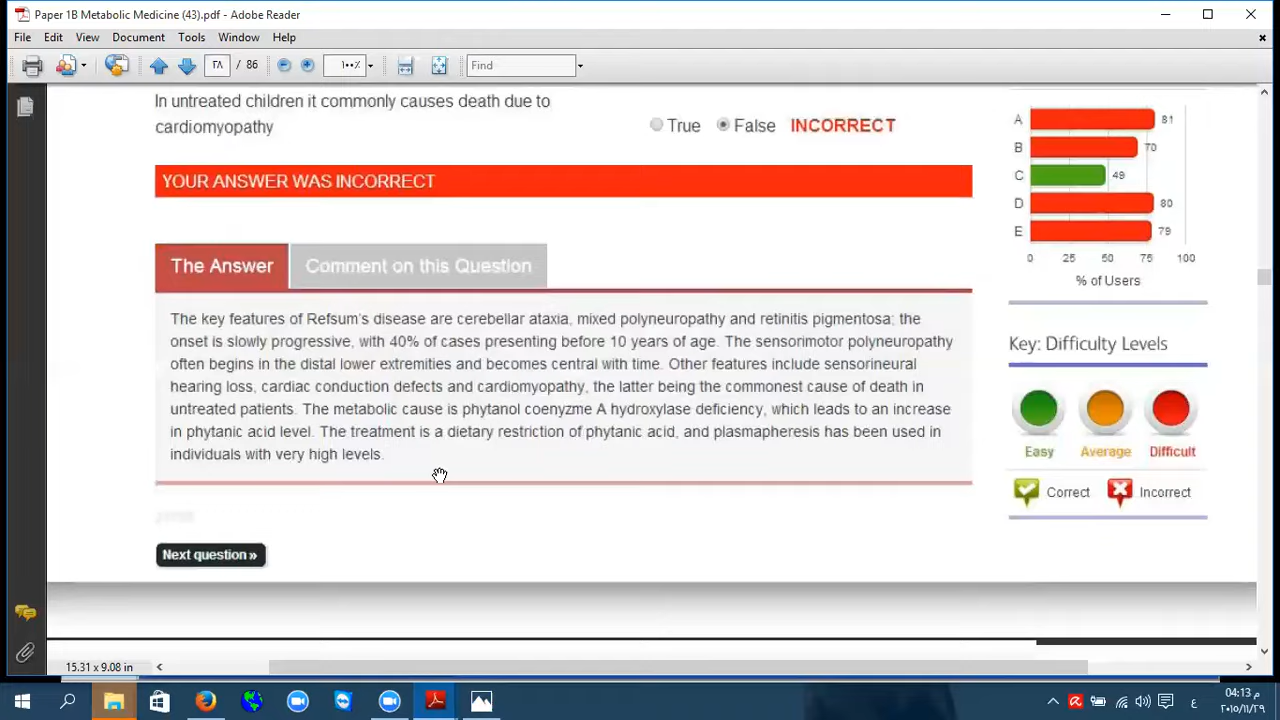 Paper 1B Metabolic Medicine (43).pdf - Adobe Reader
File Edit View Document Tools Window Help
٢٨ / 86 ١٠٠٪ Find
In untreated children it commonly causes death due to
cardiomyopathy
True False INCORRECT
YOUR ANSWER WAS INCORRECT
The Answer Comment on this Question
The key features of Refsum's disease are cerebellar ataxia, mixed polyneuropathy and retinitis pigmentosa; the
onset is slowly progressive, with 40% of cases presenting before 10 years of age. The sensorimotor polyneuropathy
often begins in the distal lower extremities and becomes central with time. Other features include sensorineural
hearing loss, cardiac conduction defects and cardiomyopathy, the latter being the commonest cause of death in
untreated patients. The metabolic cause is phytanol coenyzme A hydroxylase deficiency, which leads to an increase
in phytanic acid level. The treatment is a dietary restriction of phytanic acid, and plasmapheresis has been used in
individuals with very high levels.
Next question »
A 81
B 70
C 49
D 80
E 79
0 25 50 75 100
% of Users
Key: Difficulty Levels
Easy Average Difficult
Correct Incorrect
15.31 x 9.08 in
ع
04:13 م
٢٠١٥/١١/٢٩